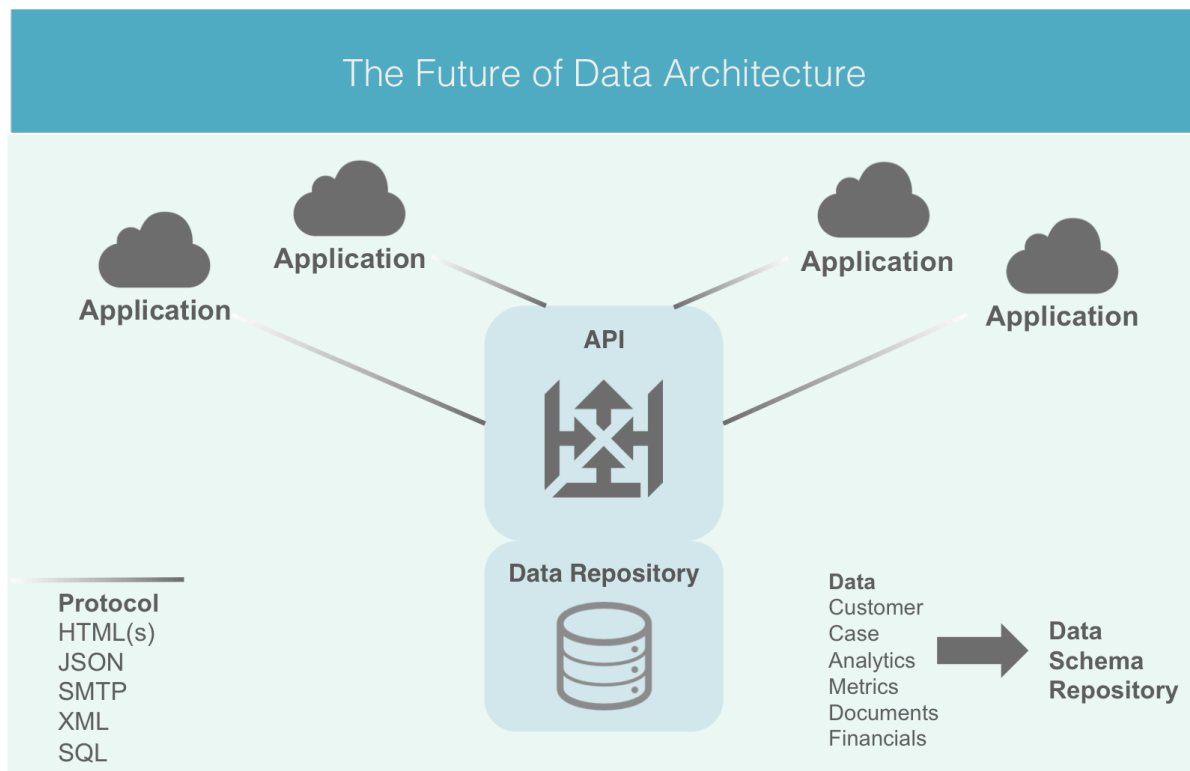 The Future of Data Architecture
Application
Application
Application
Application
API
Data Repository
Protocol
HTML(s)
JSON
SMTP
XML
SQL
Data
Customer
Case
Analytics
Metrics
Documents
Financials
Data
Schema
Repository